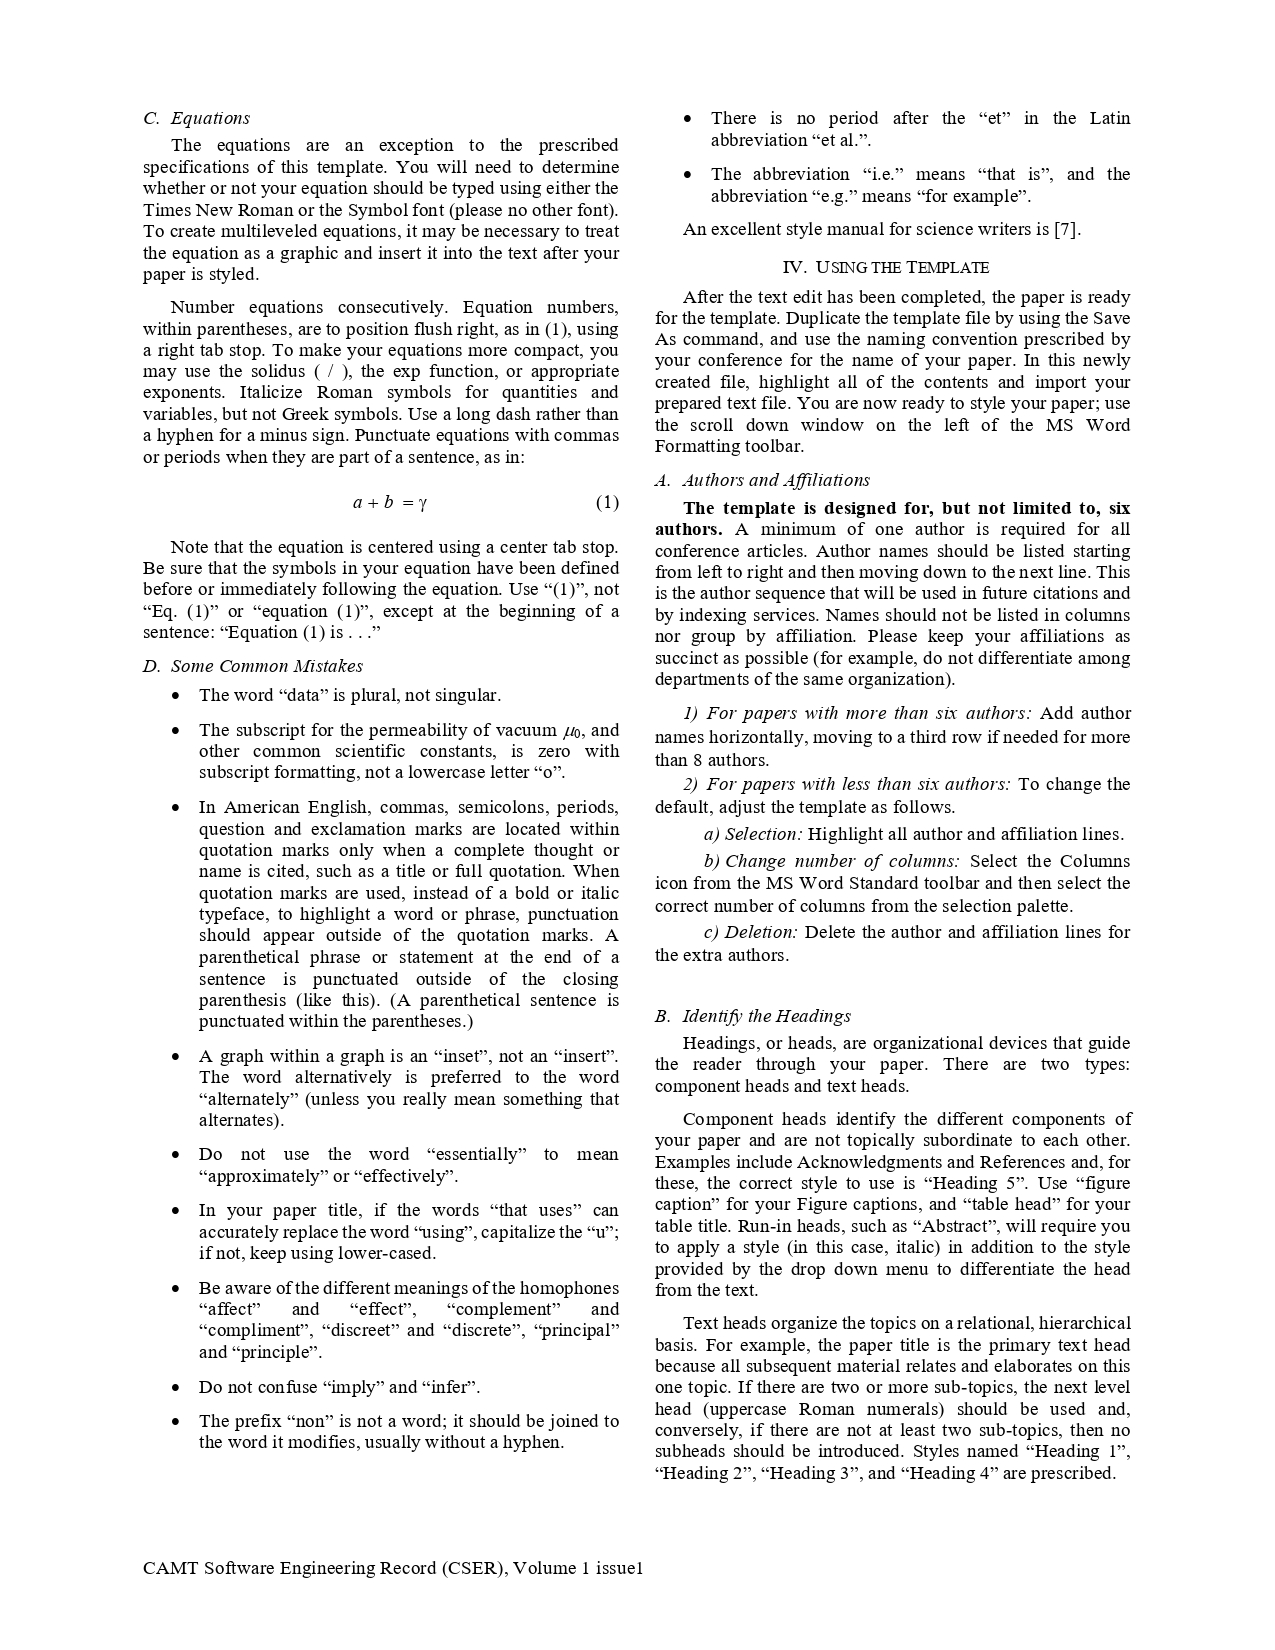 C. Equations
The equations are an exception to the prescribed
specifications of this template. You will need to determine
whether or not your equation should be typed using either the
Times New Roman or the Symbol font (please no other font).
To create multileveled equations, it may be necessary to treat
the equation as a graphic and insert it into the text after your
paper is styled.
Number equations consecutively. Equation numbers,
within parentheses, are to position flush right, as in (1), using
a right tab stop. To make your equations more compact, you
may use the solidus ( / ), the exp function, or appropriate
exponents. Italicize Roman symbols for quantities and
variables, but not Greek symbols. Use a long dash rather than
a hyphen for a minus sign. Punctuate equations with commas
or periods when they are part of a sentence, as in:
a + b = γ (1)
Note that the equation is centered using a center tab stop.
Be sure that the symbols in your equation have been defined
before or immediately following the equation. Use “(1)”, not
“Eq. (1)” or “equation (1)”, except at the beginning of a
sentence: “Equation (1) is . . .”
D. Some Common Mistakes
• The word “data” is plural, not singular.
• The subscript for the permeability of vacuum μ0, and
other common scientific constants, is zero with
subscript formatting, not a lowercase letter “o”.
• In American English, commas, semicolons, periods,
question and exclamation marks are located within
quotation marks only when a complete thought or
name is cited, such as a title or full quotation. When
quotation marks are used, instead of a bold or italic
typeface, to highlight a word or phrase, punctuation
should appear outside of the quotation marks. A
parenthetical phrase or statement at the end of a
sentence is punctuated outside of the closing
parenthesis (like this). (A parenthetical sentence is
punctuated within the parentheses.)
• A graph within a graph is an “inset”, not an “insert”.
The word alternatively is preferred to the word
“alternately” (unless you really mean something that
alternates).
• Do not use the word “essentially” to mean
“approximately” or “effectively”.
• In your paper title, if the words “that uses” can
accurately replace the word “using”, capitalize the “u”;
if not, keep using lower-cased.
• Be aware of the different meanings of the homophones
“affect” and “effect”, “complement” and
“compliment”, “discreet” and “discrete”, “principal”
and “principle”.
• Do not confuse “imply” and “infer”.
• The prefix “non” is not a word; it should be joined to
the word it modifies, usually without a hyphen.
• There is no period after the “et” in the Latin
abbreviation “et al.”.
• The abbreviation “i.e.” means “that is”, and the
abbreviation “e.g.” means “for example”.
An excellent style manual for science writers is [7].
IV. USING THE TEMPLATE
After the text edit has been completed, the paper is ready
for the template. Duplicate the template file by using the Save
As command, and use the naming convention prescribed by
your conference for the name of your paper. In this newly
created file, highlight all of the contents and import your
prepared text file. You are now ready to style your paper; use
the scroll down window on the left of the MS Word
Formatting toolbar.
A. Authors and Affiliations
The template is designed for, but not limited to, six
authors. A minimum of one author is required for all
conference articles. Author names should be listed starting
from left to right and then moving down to the next line. This
is the author sequence that will be used in future citations and
by indexing services. Names should not be listed in columns
nor group by affiliation. Please keep your affiliations as
succinct as possible (for example, do not differentiate among
departments of the same organization).
1) For papers with more than six authors: Add author
names horizontally, moving to a third row if needed for more
than 8 authors.
2) For papers with less than six authors: To change the
default, adjust the template as follows.
a) Selection: Highlight all author and affiliation lines.
b) Change number of columns: Select the Columns
icon from the MS Word Standard toolbar and then select the
correct number of columns from the selection palette.
c) Deletion: Delete the author and affiliation lines for
the extra authors.
B. Identify the Headings
Headings, or heads, are organizational devices that guide
the reader through your paper. There are two types:
component heads and text heads.
Component heads identify the different components of
your paper and are not topically subordinate to each other.
Examples include Acknowledgments and References and, for
these, the correct style to use is “Heading 5”. Use “figure
caption” for your Figure captions, and “table head” for your
table title. Run-in heads, such as “Abstract”, will require you
to apply a style (in this case, italic) in addition to the style
provided by the drop down menu to differentiate the head
from the text.
Text heads organize the topics on a relational, hierarchical
basis. For example, the paper title is the primary text head
because all subsequent material relates and elaborates on this
one topic. If there are two or more sub-topics, the next level
head (uppercase Roman numerals) should be used and,
conversely, if there are not at least two sub-topics, then no
subheads should be introduced. Styles named “Heading 1”,
“Heading 2”, “Heading 3”, and “Heading 4” are prescribed.
CAMT Software Engineering Record (CSER), Volume 1 issue1